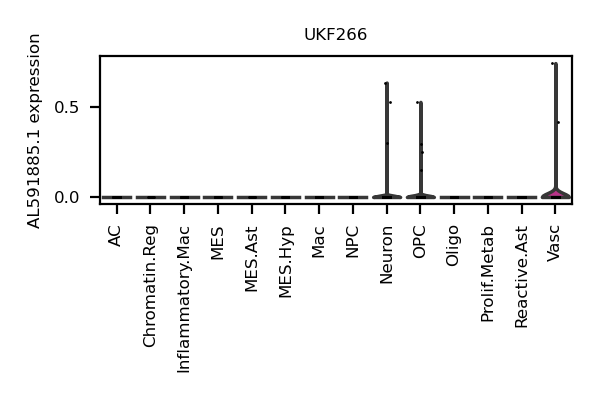 UKF266
AL591885.1 expression
0.5
0.0
AC
Chromatin.Reg
Inflammatory.Mac
MES
MES.Ast
MES.Hyp
Mac
NPC
Neuron
OPC
Oligo
Prolif.Metab
Reactive.Ast
Vasc